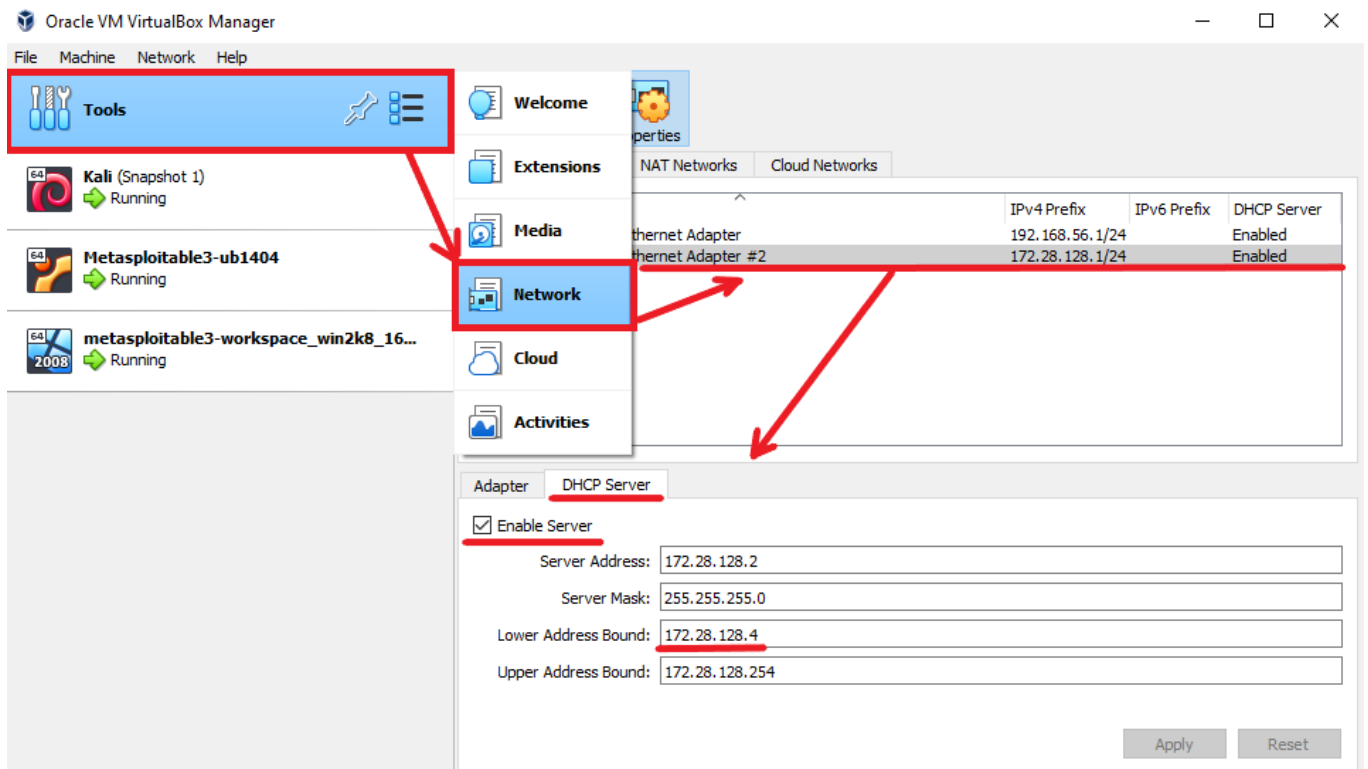 Oracle VM VirtualBox Manager
File Machine Network Help
Tools
64
Kali (Snapshot 1)
Running
64
Metasploitable3-ub1404
Running
64
2008
metasploitable3-workspace_win2k8_16...
Running
Welcome
Extensions
Media
Network
Cloud
Activities
perties
NAT Networks Cloud Networks
IPv4 Prefix IPv6 Prefix DHCP Server
thernet Adapter 192.168.56.1/24 Enabled
thernet Adapter #2 172.28.128.1/24 Enabled
Adapter DHCP Server
Enable Server
Server Address: 172.28.128.2
Server Mask: 255.255.255.0
Lower Address Bound: 172.28.128.4
Upper Address Bound: 172.28.128.254
Apply Reset